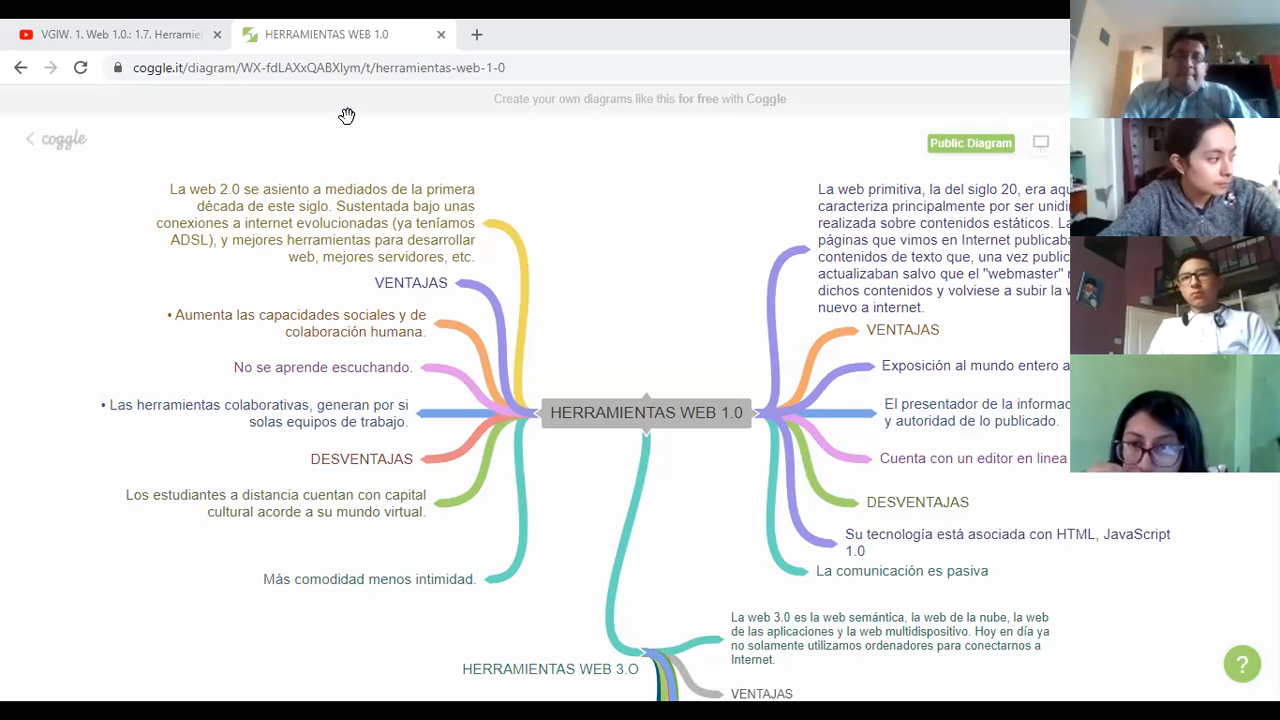 VGIW. 1. Web 1.0.: 1.7. Herramie
HERRAMIENTAS WEB 1.0
coggle.it/diagram/WX-fdLAXxQABXIym/t/herramientas-web-1-0
Create your own diagrams like this for free with Coggle
coggle
Public Diagram
La web 2.0 se asiento a mediados de la primera
década de este siglo. Sustentada bajo unas
conexiones a internet evolucionadas (ya teníamos
ADSL), y mejores herramientas para desarrollar
web, mejores servidores, etc.
VENTAJAS
• Aumenta las capacidades sociales y de
colaboración humana.
No se aprende escuchando.
• Las herramientas colaborativas, generan por si
solas equipos de trabajo.
DESVENTAJAS
Los estudiantes a distancia cuentan con capital
cultural acorde a su mundo virtual.
Más comodidad menos intimidad.
HERRAMIENTAS WEB 1.0
La web primitiva, la del siglo 20, era aqu
caracteriza principalmente por ser unidir
realizada sobre contenidos estáticos. La
páginas que vimos en Internet publicaba
contenidos de texto que, una vez public
actualizaban salvo que el "webmaster"
dichos contenidos y volviese a subir la w
nuevo a internet.
VENTAJAS
Exposición al mundo entero a
El presentador de la informac
y autoridad de lo publicado.
Cuenta con un editor en linea
DESVENTAJAS
Su tecnología está asociada con HTML, JavaScript
1.0
La comunicación es pasiva
HERRAMIENTAS WEB 3.O
La web 3.0 es la web semántica, la web de la nube, la web
de las aplicaciones y la web multidispositivo. Hoy en día ya
no solamente utilizamos ordenadores para conectarnos a
Internet.
VENTAJAS
?